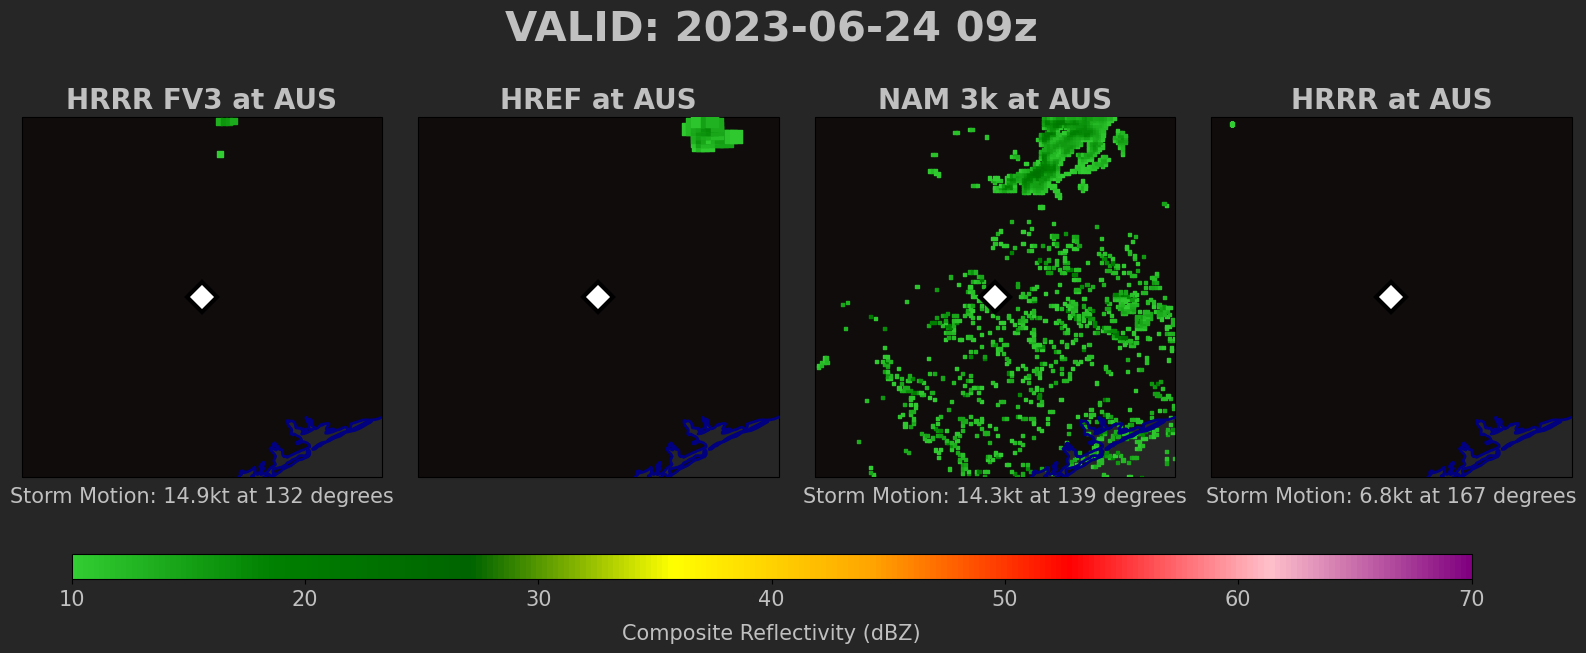 VALID: 2023-06-24 09z
HRRR FV3 at AUS
HREF at AUS
NAM 3k at AUS
HRRR at AUS
Storm Motion: 14.9kt at 132 degrees
Storm Motion: 14.3kt at 139 degrees
Storm Motion: 6.8kt at 167 degrees
10 20 30 40 50 60 70
Composite Reflectivity (dBZ)